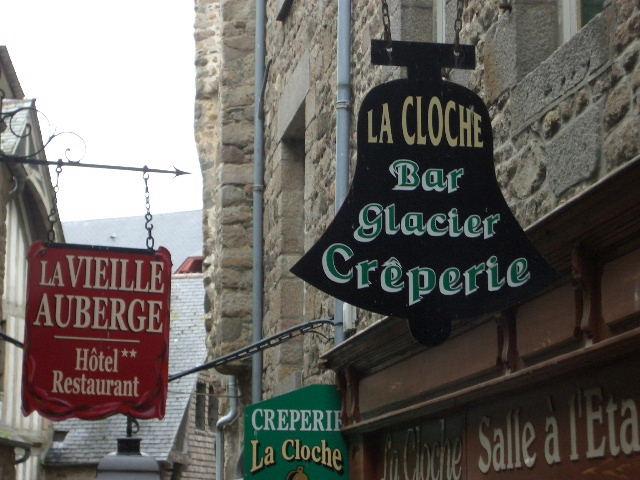 LA CLOCHE
Bar
Glacier
Crêperie
LA VIEILLE
AUBERGE
Hôtel**
Restaurant
CREPERIE
La Cloche
La Cloche
Salle à l'Eta